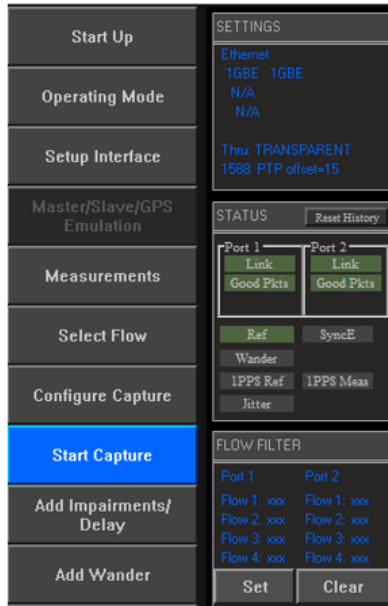 Start Up
Operating Mode
Setup Interface
Master/Slave/GPS
Emulation
Measurements
Select Flow
Configure Capture
Start Capture
Add Impairments/
Delay
Add Wander
SETTINGS
Ethernet
1GBE 1GBE
N/A
N/A
Thru: TRANSPARENT
1588: PTP offset=15
STATUS Reset History
Port 1 Port 2
Link Link
Good Pkts Good Pkts
Ref SyncE
Wander
1PPS Ref 1PPS Meas
Jitter
FLOW FILTER
Port 1 Port 2
Flow 1: xxx Flow 1: xxx
Flow 2: xxx Flow 2: xxx
Flow 3: xxx Flow 3: xxx
Flow 4: xxx Flow 4: xxx
Set Clear